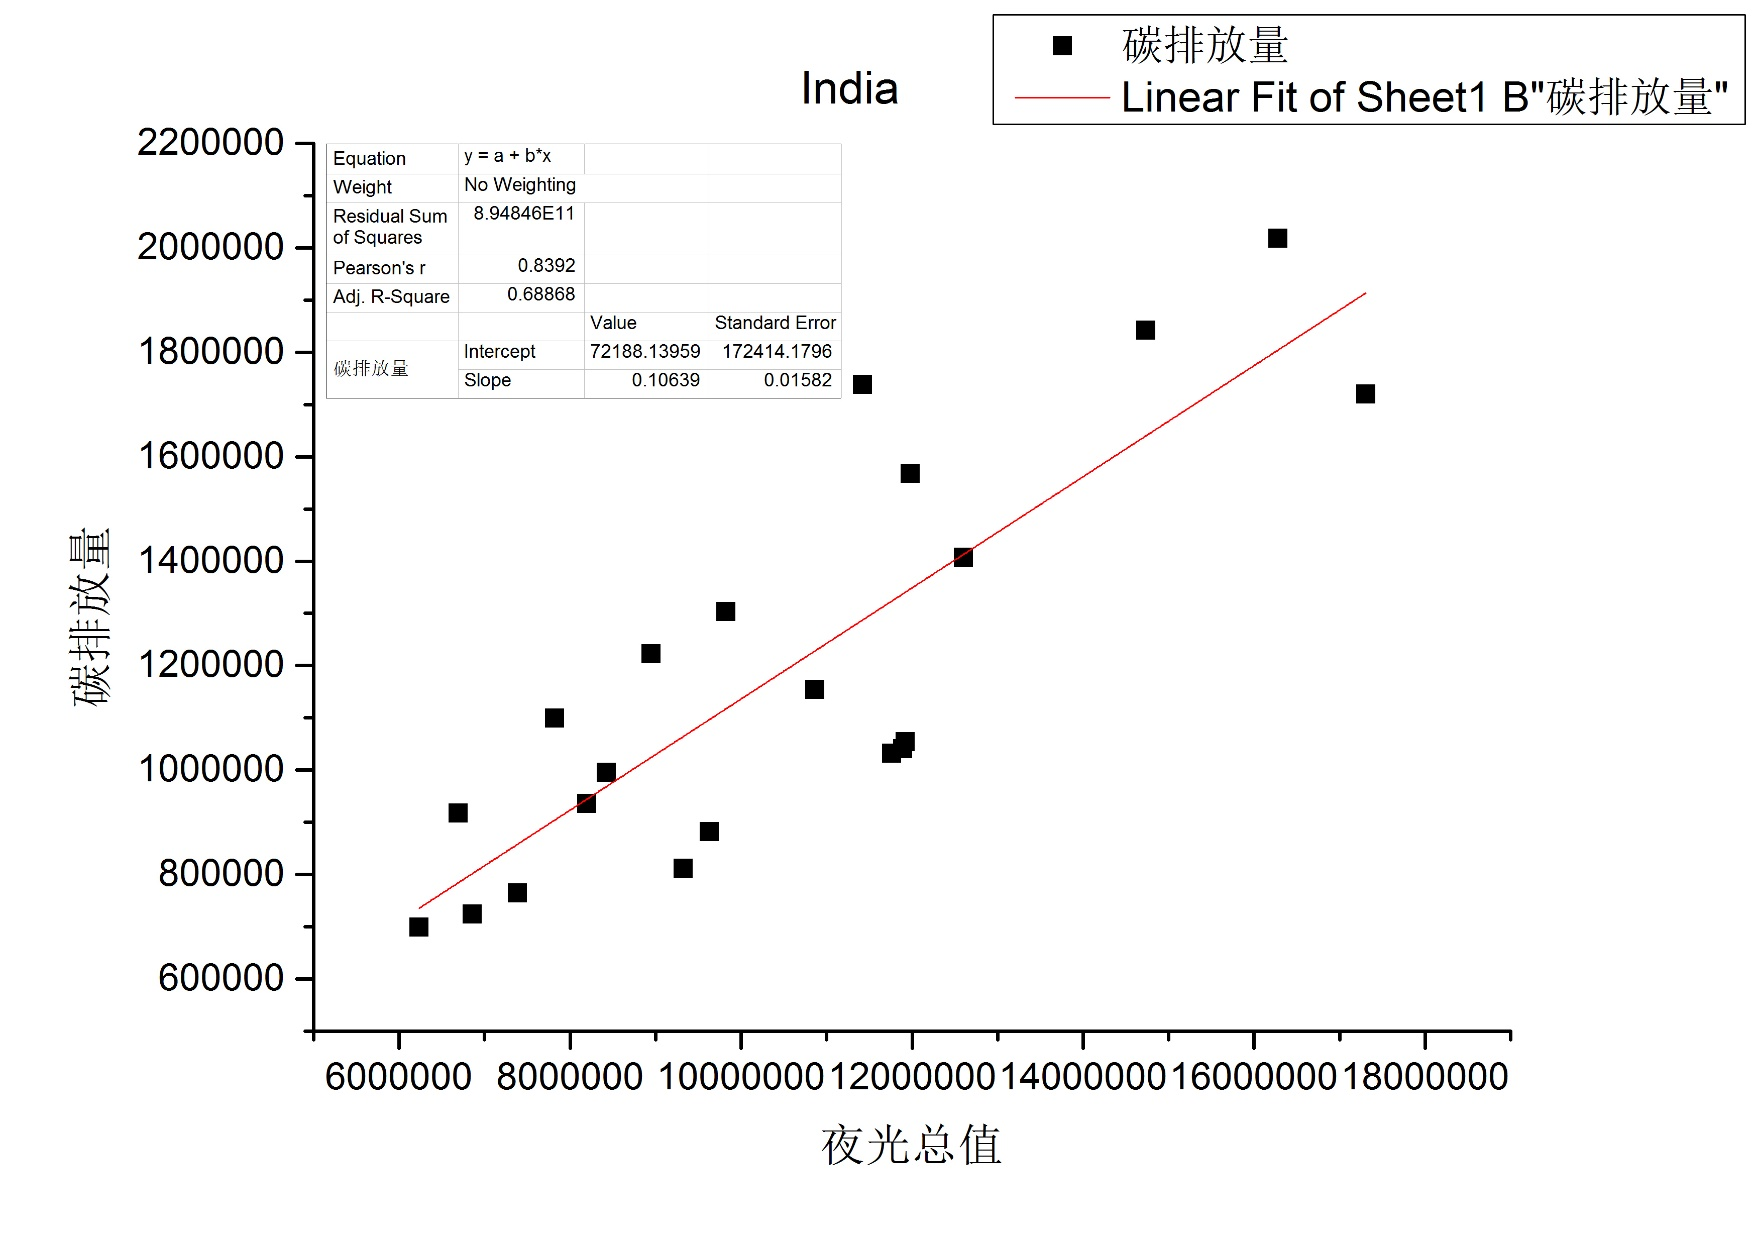 碳排放量
Linear Fit of Sheet1 B"碳排放量"
India
2200000
2000000
1800000
1600000
1400000
1200000
1000000
800000
600000
Equation y = a + b*x
Weight No Weighting
Residual Sum of Squares 8.94846E11
Pearson's r 0.8392
Adj. R-Square 0.68868
Value Standard Error
碳排放量 Intercept 72188.13959 172414.1796
Slope 0.10639 0.01582
碳排放量
6000000 8000000 10000000 12000000 14000000 16000000 18000000
夜光总值